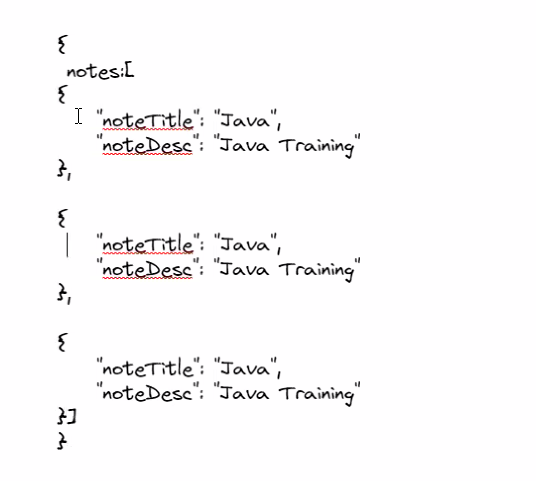 {
notes:[
{
"noteTitle": "Java",
"noteDesc": "Java Training"
},
{
"noteTitle": "Java",
"noteDesc": "Java Training"
},
{
"noteTitle": "Java",
"noteDesc": "Java Training"
}]
}